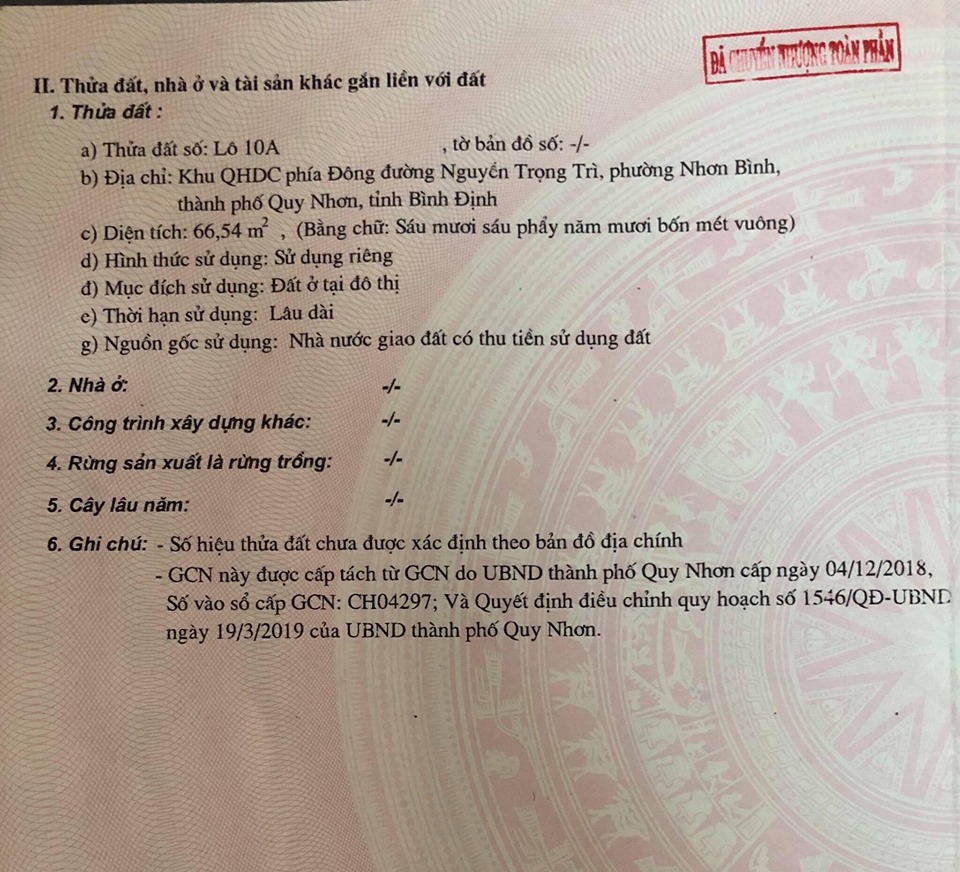 ĐÃ CHUYỂN NHƯỢNG TOÀN PHẦN
II. Thửa đất, nhà ở và tài sản khác gắn liền với đất
1. Thửa đất :
a) Thửa đất số: Lô 10A , tờ bản đồ số: -/-
b) Địa chỉ: Khu QHDC phía Đông đường Nguyễn Trọng Trì, phường Nhơn Bình,
thành phố Quy Nhơn, tỉnh Bình Định
c) Diện tích: 66,54 m² , (Bằng chữ: Sáu mươi sáu phẩy năm mươi bốn mét vuông)
d) Hình thức sử dụng: Sử dụng riêng
đ) Mục đích sử dụng: Đất ở tại đô thị
e) Thời hạn sử dụng: Lâu dài
g) Nguồn gốc sử dụng: Nhà nước giao đất có thu tiền sử dụng đất
2. Nhà ở: -/-
3. Công trình xây dựng khác: -/-
4. Rừng sản xuất là rừng trồng: -/-
5. Cây lâu năm: -/-
6. Ghi chú: - Số hiệu thửa đất chưa được xác định theo bản đồ địa chính
- GCN này được cấp tách từ GCN do UBND thành phố Quy Nhơn cấp ngày 04/12/2018,
Số vào sổ cấp GCN: CH04297; Và Quyết định điều chỉnh quy hoạch số 1546/QĐ-UBND
ngày 19/3/2019 của UBND thành phố Quy Nhơn.